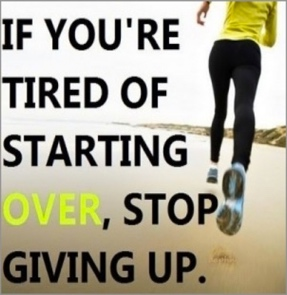 IF YOU'RE
TIRED OF
STARTING
OVER, STOP
GIVING UP.